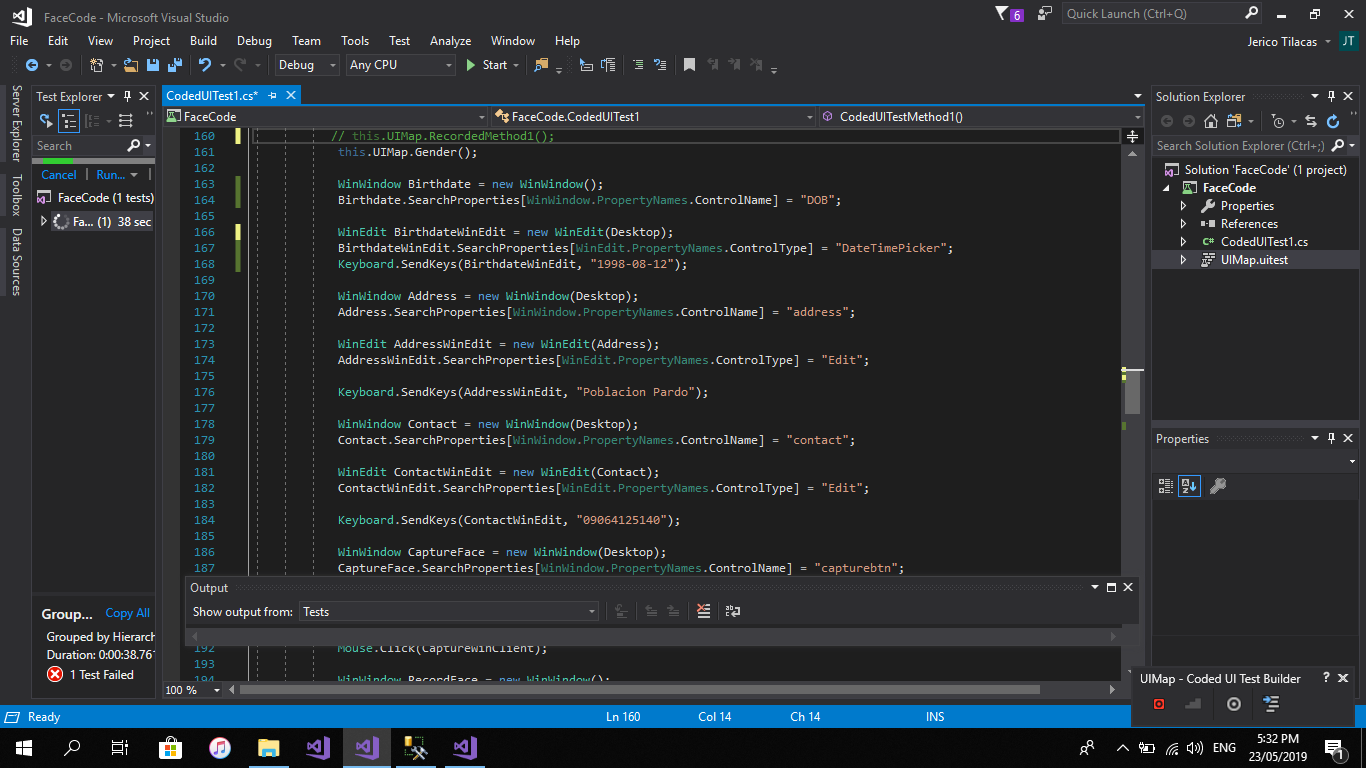 FaceCode - Microsoft Visual Studio
6
Quick Launch (Ctrl+Q)
File Edit View Project Build Debug Team Tools Test Analyze Window Help
Jerico Tilacas JT
Debug Any CPU Start
Server Explorer
Toolbox
Data Sources
Test Explorer
Search
Cancel Run...
FaceCode (1 tests)
Fa... (1) 38 sec
Group... Copy All
Grouped by Hierarch
Duration: 0:00:38.761
1 Test Failed
CodedUITest1.cs*
FaceCode FaceCode.CodedUITest1 CodedUITestMethod1()
160 // this.UIMap.RecordedMethod1();
161 this.UIMap.Gender();
162
163 WinWindow Birthdate = new WinWindow();
164 Birthdate.SearchProperties[WinWindow.PropertyNames.ControlName] = "DOB";
165
166 WinEdit BirthdateWinEdit = new WinEdit(Desktop);
167 BirthdateWinEdit.SearchProperties[WinEdit.PropertyNames.ControlType] = "DateTimePicker";
168 Keyboard.SendKeys(BirthdateWinEdit, "1998-08-12");
169
170 WinWindow Address = new WinWindow(Desktop);
171 Address.SearchProperties[WinWindow.PropertyNames.ControlName] = "address";
172
173 WinEdit AddressWinEdit = new WinEdit(Address);
174 AddressWinEdit.SearchProperties[WinEdit.PropertyNames.ControlType] = "Edit";
175
176 Keyboard.SendKeys(AddressWinEdit, "Poblacion Pardo");
177
178 WinWindow Contact = new WinWindow(Desktop);
179 Contact.SearchProperties[WinWindow.PropertyNames.ControlName] = "contact";
180
181 WinEdit ContactWinEdit = new WinEdit(Contact);
182 ContactWinEdit.SearchProperties[WinEdit.PropertyNames.ControlType] = "Edit";
183
184 Keyboard.SendKeys(ContactWinEdit, "09064125140");
185
186 WinWindow CaptureFace = new WinWindow(Desktop);
187 CaptureFace.SearchProperties[WinWindow.PropertyNames.ControlName] = "capturebtn";
Output
Show output from: Tests
192 Mouse.Click(CaptureWinClient);
193
194 WinWindow RecordFace = new WinWindow();
100 %
Solution Explorer
Search Solution Explorer (Ctrl+;)
Solution 'FaceCode' (1 project)
FaceCode
Properties
References
C# CodedUITest1.cs
UIMap.uitest
Properties
UIMap - Coded UI Test Builder ?
Ready Ln 160 Col 14 Ch 14 INS
ENG
5:32 PM
23/05/2019
1